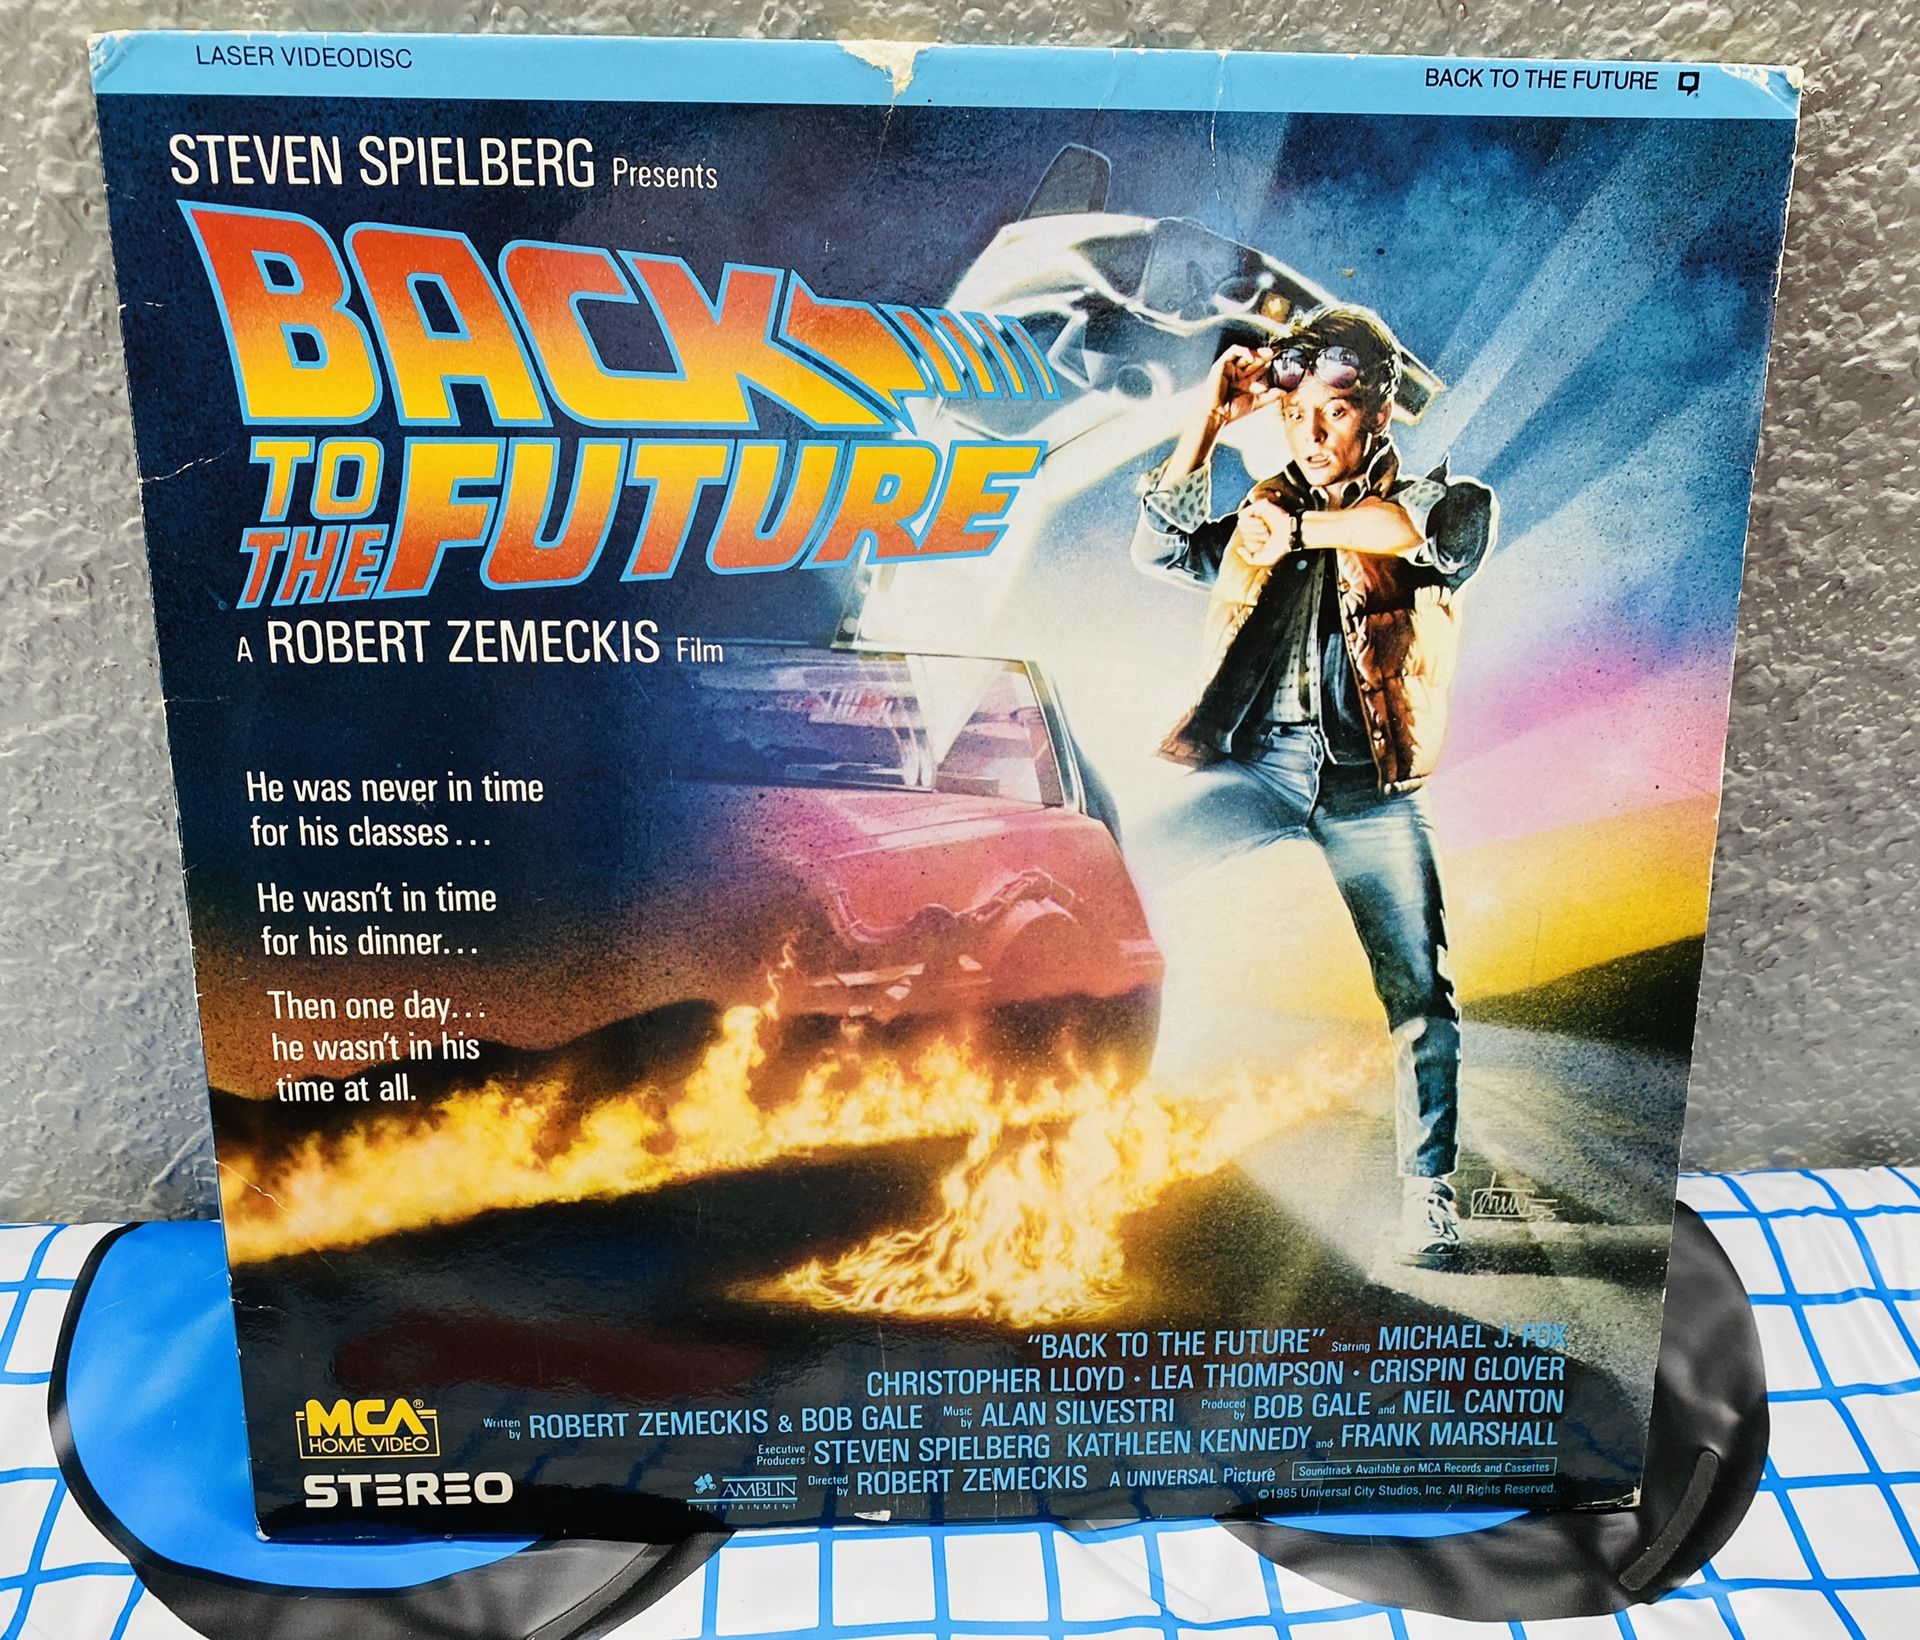 LASER VIDEODISC
BACK TO THE FUTURE
STEVEN SPIELBERG Presents
BACK
TO
THE FUTURE
A ROBERT ZEMECKIS Film
He was never in time
for his classes...
He wasn't in time
for his dinner...
Then one day...
he wasn't in his
time at all.
"BACK TO THE FUTURE" Starring MICHAEL J. FOX
CHRISTOPHER LLOYD • LEA THOMPSON • CRISPIN GLOVER
Written by ROBERT ZEMECKIS & BOB GALE Music by ALAN SILVESTRI Produced by BOB GALE and NEIL CANTON
Executive Producers STEVEN SPIELBERG KATHLEEN KENNEDY and FRANK MARSHALL
Directed by ROBERT ZEMECKIS A UNIVERSAL Picture
Soundtrack Available on MCA Records and Cassettes
©1985 Universal City Studios, Inc. All Rights Reserved.
MCA®
HOME VIDEO
STEREO
AMBLIN
ENTERTAINMENT
drew